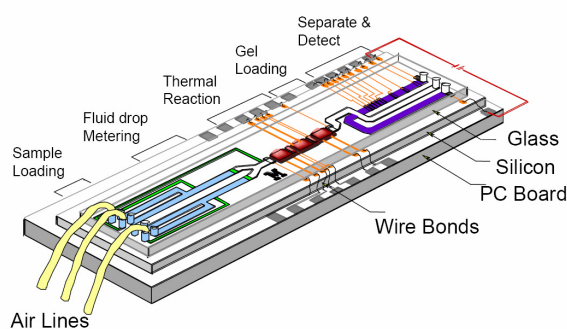 Separate &
Detect
Gel
Loading
Thermal
Reaction
Fluid drop
Metering
Sample
Loading
Glass
Silicon
PC Board
Wire Bonds
Air Lines